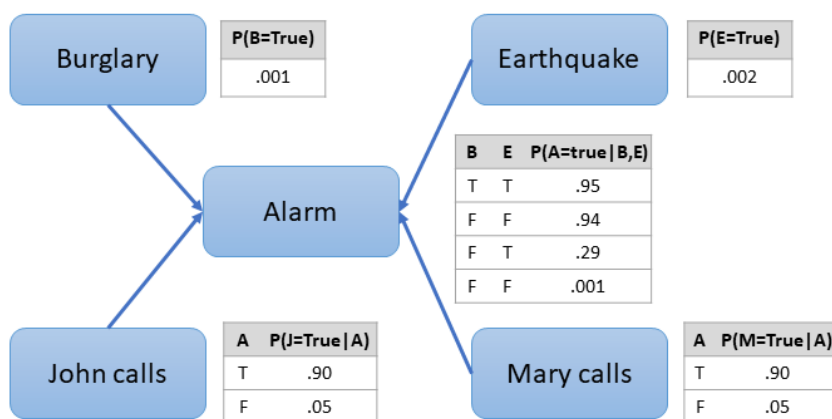 Burglary
P(B=True)
.001
Earthquake
P(E=True)
.002
B E P(A=true|B,E)
T T .95
F F .94
F T .29
F F .001
Alarm
John calls
A P(J=True|A)
T .90
F .05
Mary calls
A P(M=True|A)
T .90
F .05